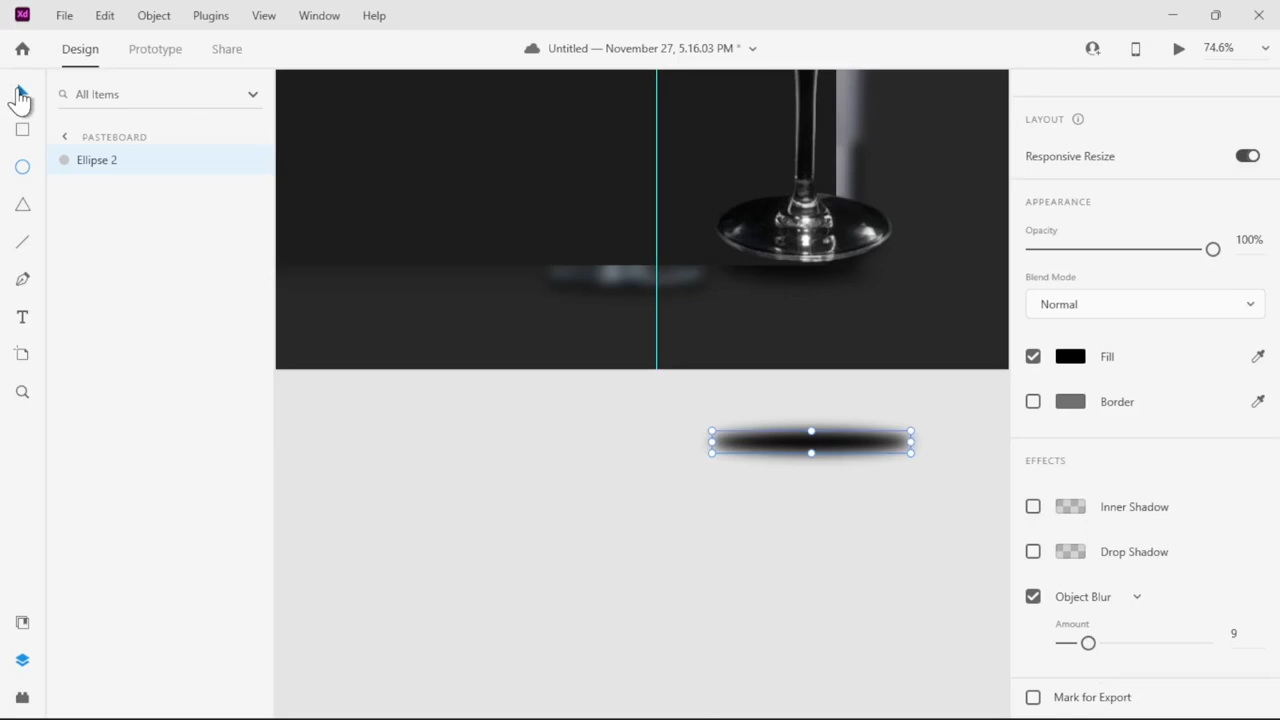 Xd File Edit Object Plugins View Window Help
Design Prototype Share Untitled — November 27, 5.16.03 PM * 74.6%
All Items
PASTEBOARD
Ellipse 2
T
LAYOUT
Responsive Resize
APPEARANCE
Opacity
100%
Blend Mode
Normal
Fill
Border
EFFECTS
Inner Shadow
Drop Shadow
Object Blur
Amount
9
Mark for Export